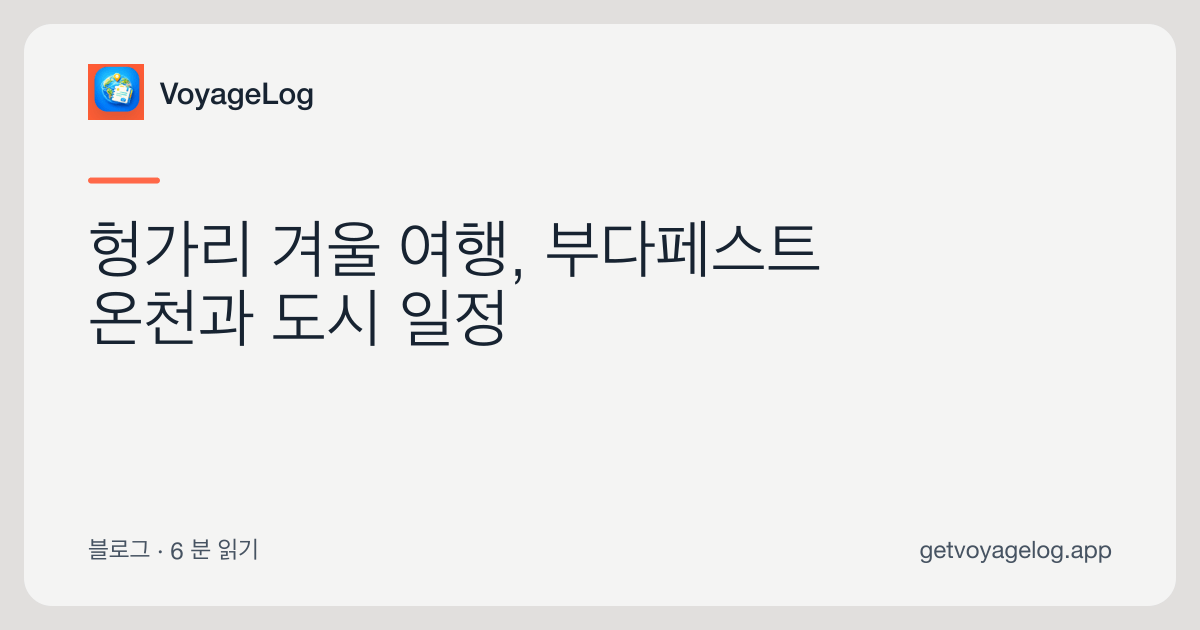 VoyageLog
헝가리 겨울 여행, 부다페스트
온천과 도시 일정
블로그 · 6 분 읽기
getvoyagelog.app